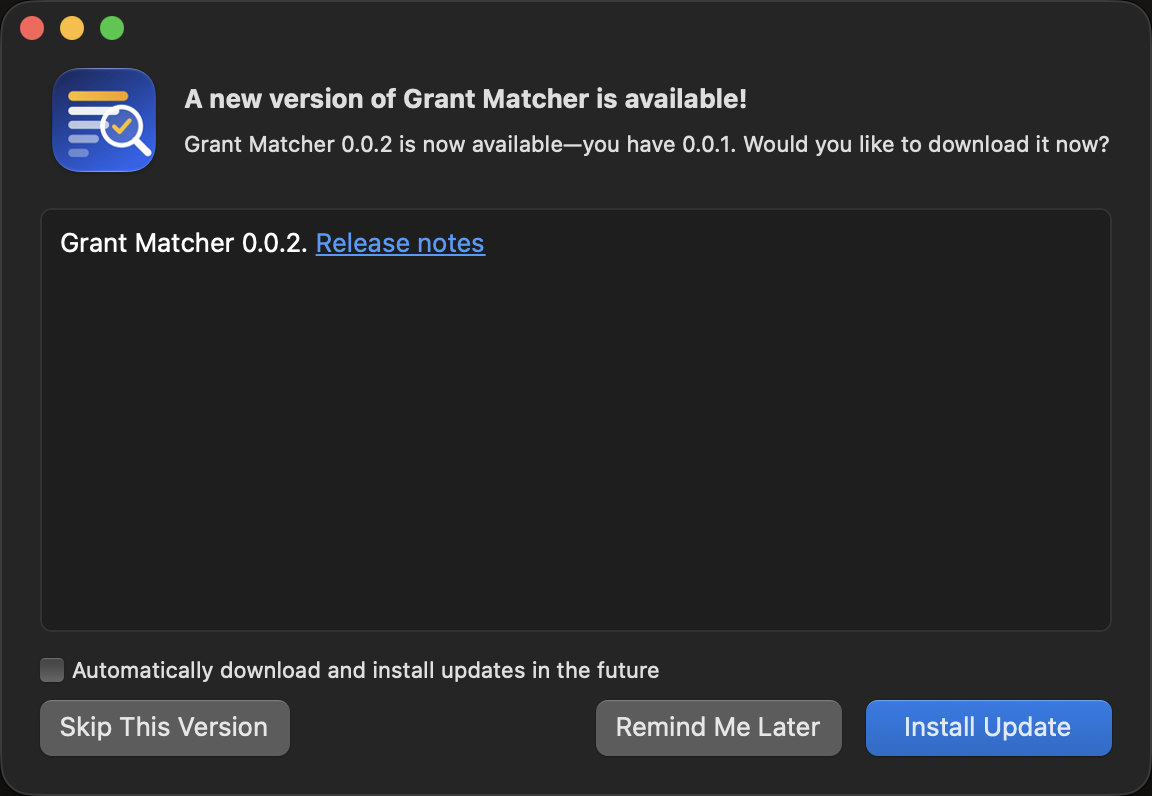 A new version of Grant Matcher is available!
Grant Matcher 0.0.2 is now available—you have 0.0.1. Would you like to download it now?
Grant Matcher 0.0.2. Release notes
Automatically download and install updates in the future
Skip This Version
Remind Me Later
Install Update